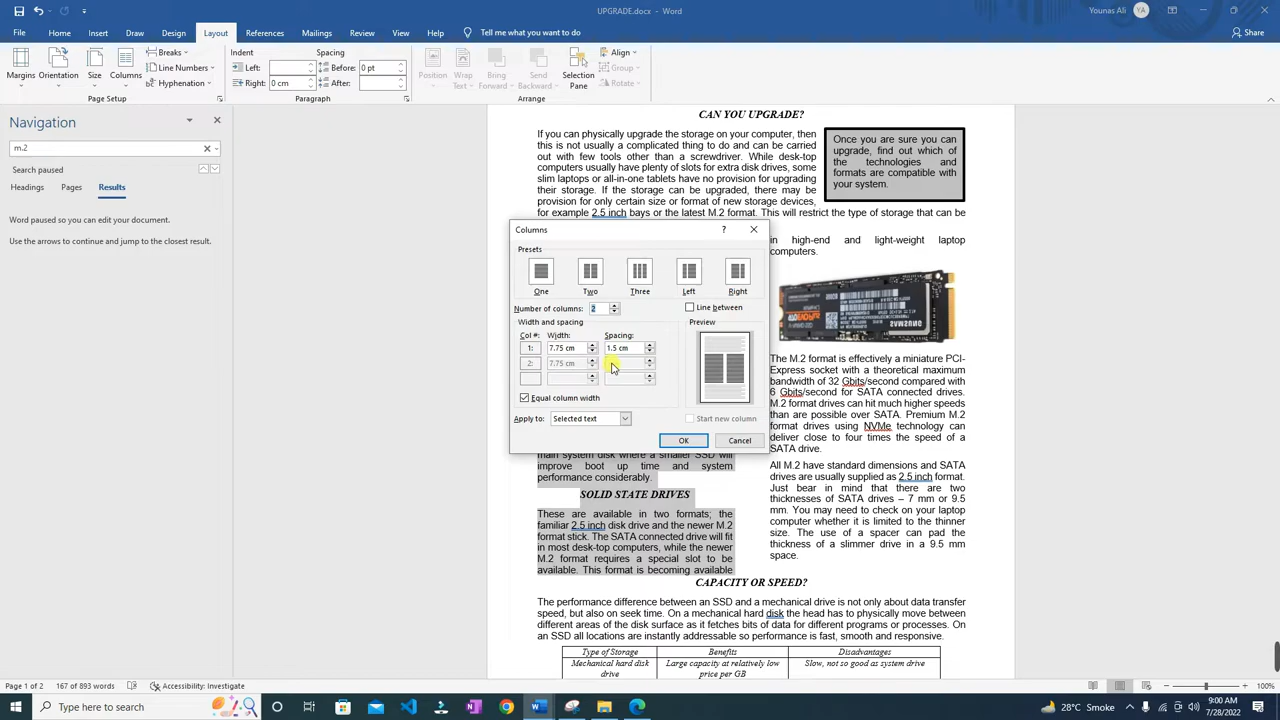 UPGRADE.docx - Word
Younas Ali
YA
File
Home
Insert
Draw
Design
Layout
References
Mailings
Review
View
Help
Tell me what you want to do
Share
Margins
Orientation
Size
Columns
Breaks
Line Numbers
Hyphenation
Page Setup
Indent
Left:
Right: 0 cm
Spacing
Before: 0 pt
After:
Paragraph
Position
Wrap Text
Bring Forward
Send Backward
Selection Pane
Align
Group
Rotate
Arrange
Navigation
m.2
Search paused
Headings
Pages
Results
Word paused so you can edit your document.
Use the arrows to continue and jump to the closest result.
CAN YOU UPGRADE?
If you can physically upgrade the storage on your computer, then
this is not usually a complicated thing to do and can be carried
out with few tools other than a screwdriver. While desk-top
computers usually have plenty of slots for extra disk drives, some
slim laptops or all-in-one tablets have no provision for upgrading
their storage. If the storage can be upgraded, there may be
provision for only certain size or format of new storage devices,
for example 2.5 inch bays or the latest M.2 format. This will restrict the type of storage that can be
Once you are sure you can
upgrade, find out which of
the technologies and
formats are compatible with
your system.
Columns
?
Presets
One
Two
Three
Left
Right
Number of columns: 2
Line between
Width and spacing
Col #: Width: Spacing:
1: 7.75 cm 1.5 cm
2: 7.75 cm
Equal column width
Preview
Apply to: Selected text
Start new column
OK
Cancel
main system disk where a smaller SSD will
improve boot up time and system
performance considerably.
SOLID STATE DRIVES
These are available in two formats; the
familiar 2.5 inch disk drive and the newer M.2
format stick. The SATA connected drive will fit
in most desk-top computers, while the newer
M.2 format requires a special slot to be
available. This format is becoming available
in high-end and light-weight laptop
computers.
SAMSUNG
The M.2 format is effectively a miniature PCI-
Express socket with a theoretical maximum
bandwidth of 32 Gbits/second compared with
6 Gbits/second for SATA connected drives.
M.2 format drives can hit much higher speeds
than are possible over SATA. Premium M.2
format drives using NVMe technology can
deliver close to four times the speed of a
SATA drive.
All M.2 have standard dimensions and SATA
drives are usually supplied as 2.5 inch format.
Just bear in mind that there are two
thicknesses of SATA drives – 7 mm or 9.5
mm. You may need to check on your laptop
computer whether it is limited to the thinner
size. The use of a spacer can pad the
thickness of a slimmer drive in a 9.5 mm
space.
CAPACITY OR SPEED?
The performance difference between an SSD and a mechanical drive is not only about data transfer
speed, but also on seek time. On a mechanical hard disk the head has to physically move between
different areas of the disk surface as it fetches bits of data for different programs or processes. On
an SSD all locations are instantly addressable so performance is fast, smooth and responsive.
Type of Storage Benefits Disadvantages
Mechanical hard disk drive Large capacity at relatively low price per GB Slow, not so good as system drive
Page 1 of 2
167 of 893 words
Accessibility: Investigate
100%
Type here to search
28°C Smoke
9:00 AM
7/28/2022